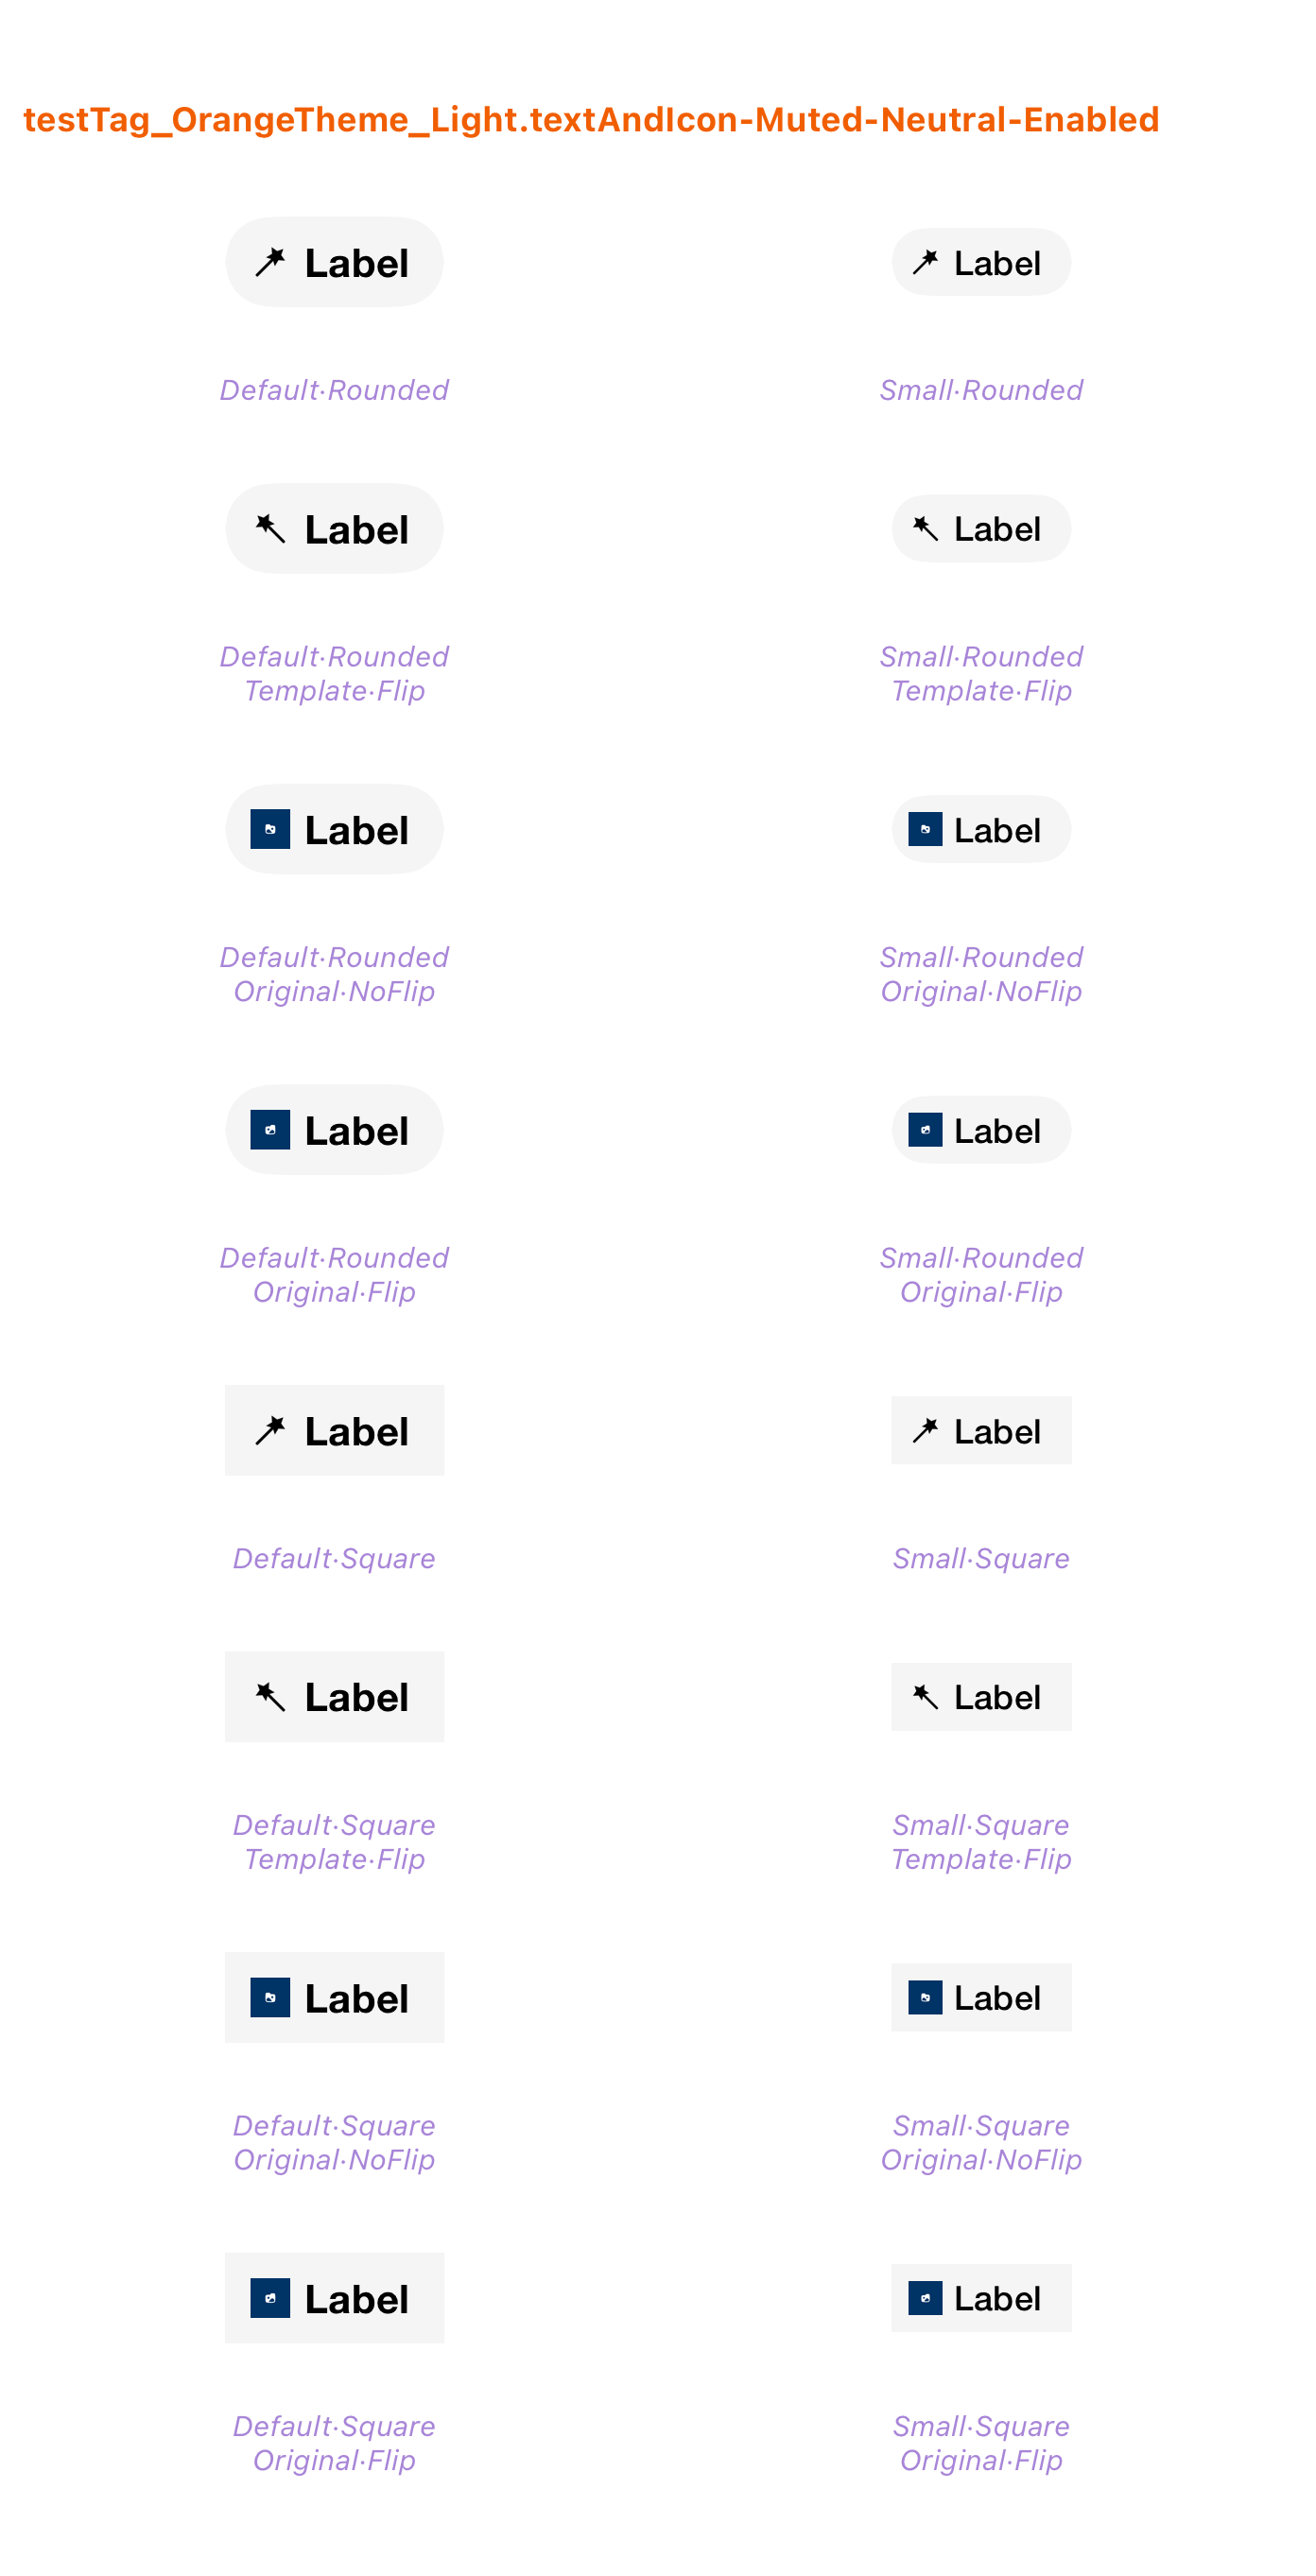 testTag_OrangeTheme_Light.textAndIcon-Muted-Neutral-Enabled
Label
Label
Default·Rounded
Small·Rounded
Label
Label
Default·Rounded
Template·Flip
Small·Rounded
Template·Flip
Label
Label
Default·Rounded
Original·NoFlip
Small·Rounded
Original·NoFlip
Label
Label
Default·Rounded
Original·Flip
Small·Rounded
Original·Flip
Label
Label
Default·Square
Small·Square
Label
Label
Default·Square
Template·Flip
Small·Square
Template·Flip
Label
Label
Default·Square
Original·NoFlip
Small·Square
Original·NoFlip
Label
Label
Default·Square
Original·Flip
Small·Square
Original·Flip